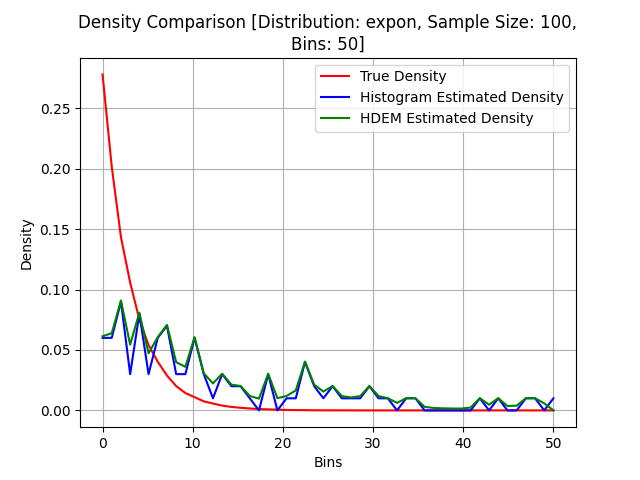 Density Comparison [Distribution: expon, Sample Size: 100,
Bins: 50]
True Density
Histogram Estimated Density
HDEM Estimated Density
Density
0.25
0.20
0.15
0.10
0.05
0.00
0 10 20 30 40 50
Bins